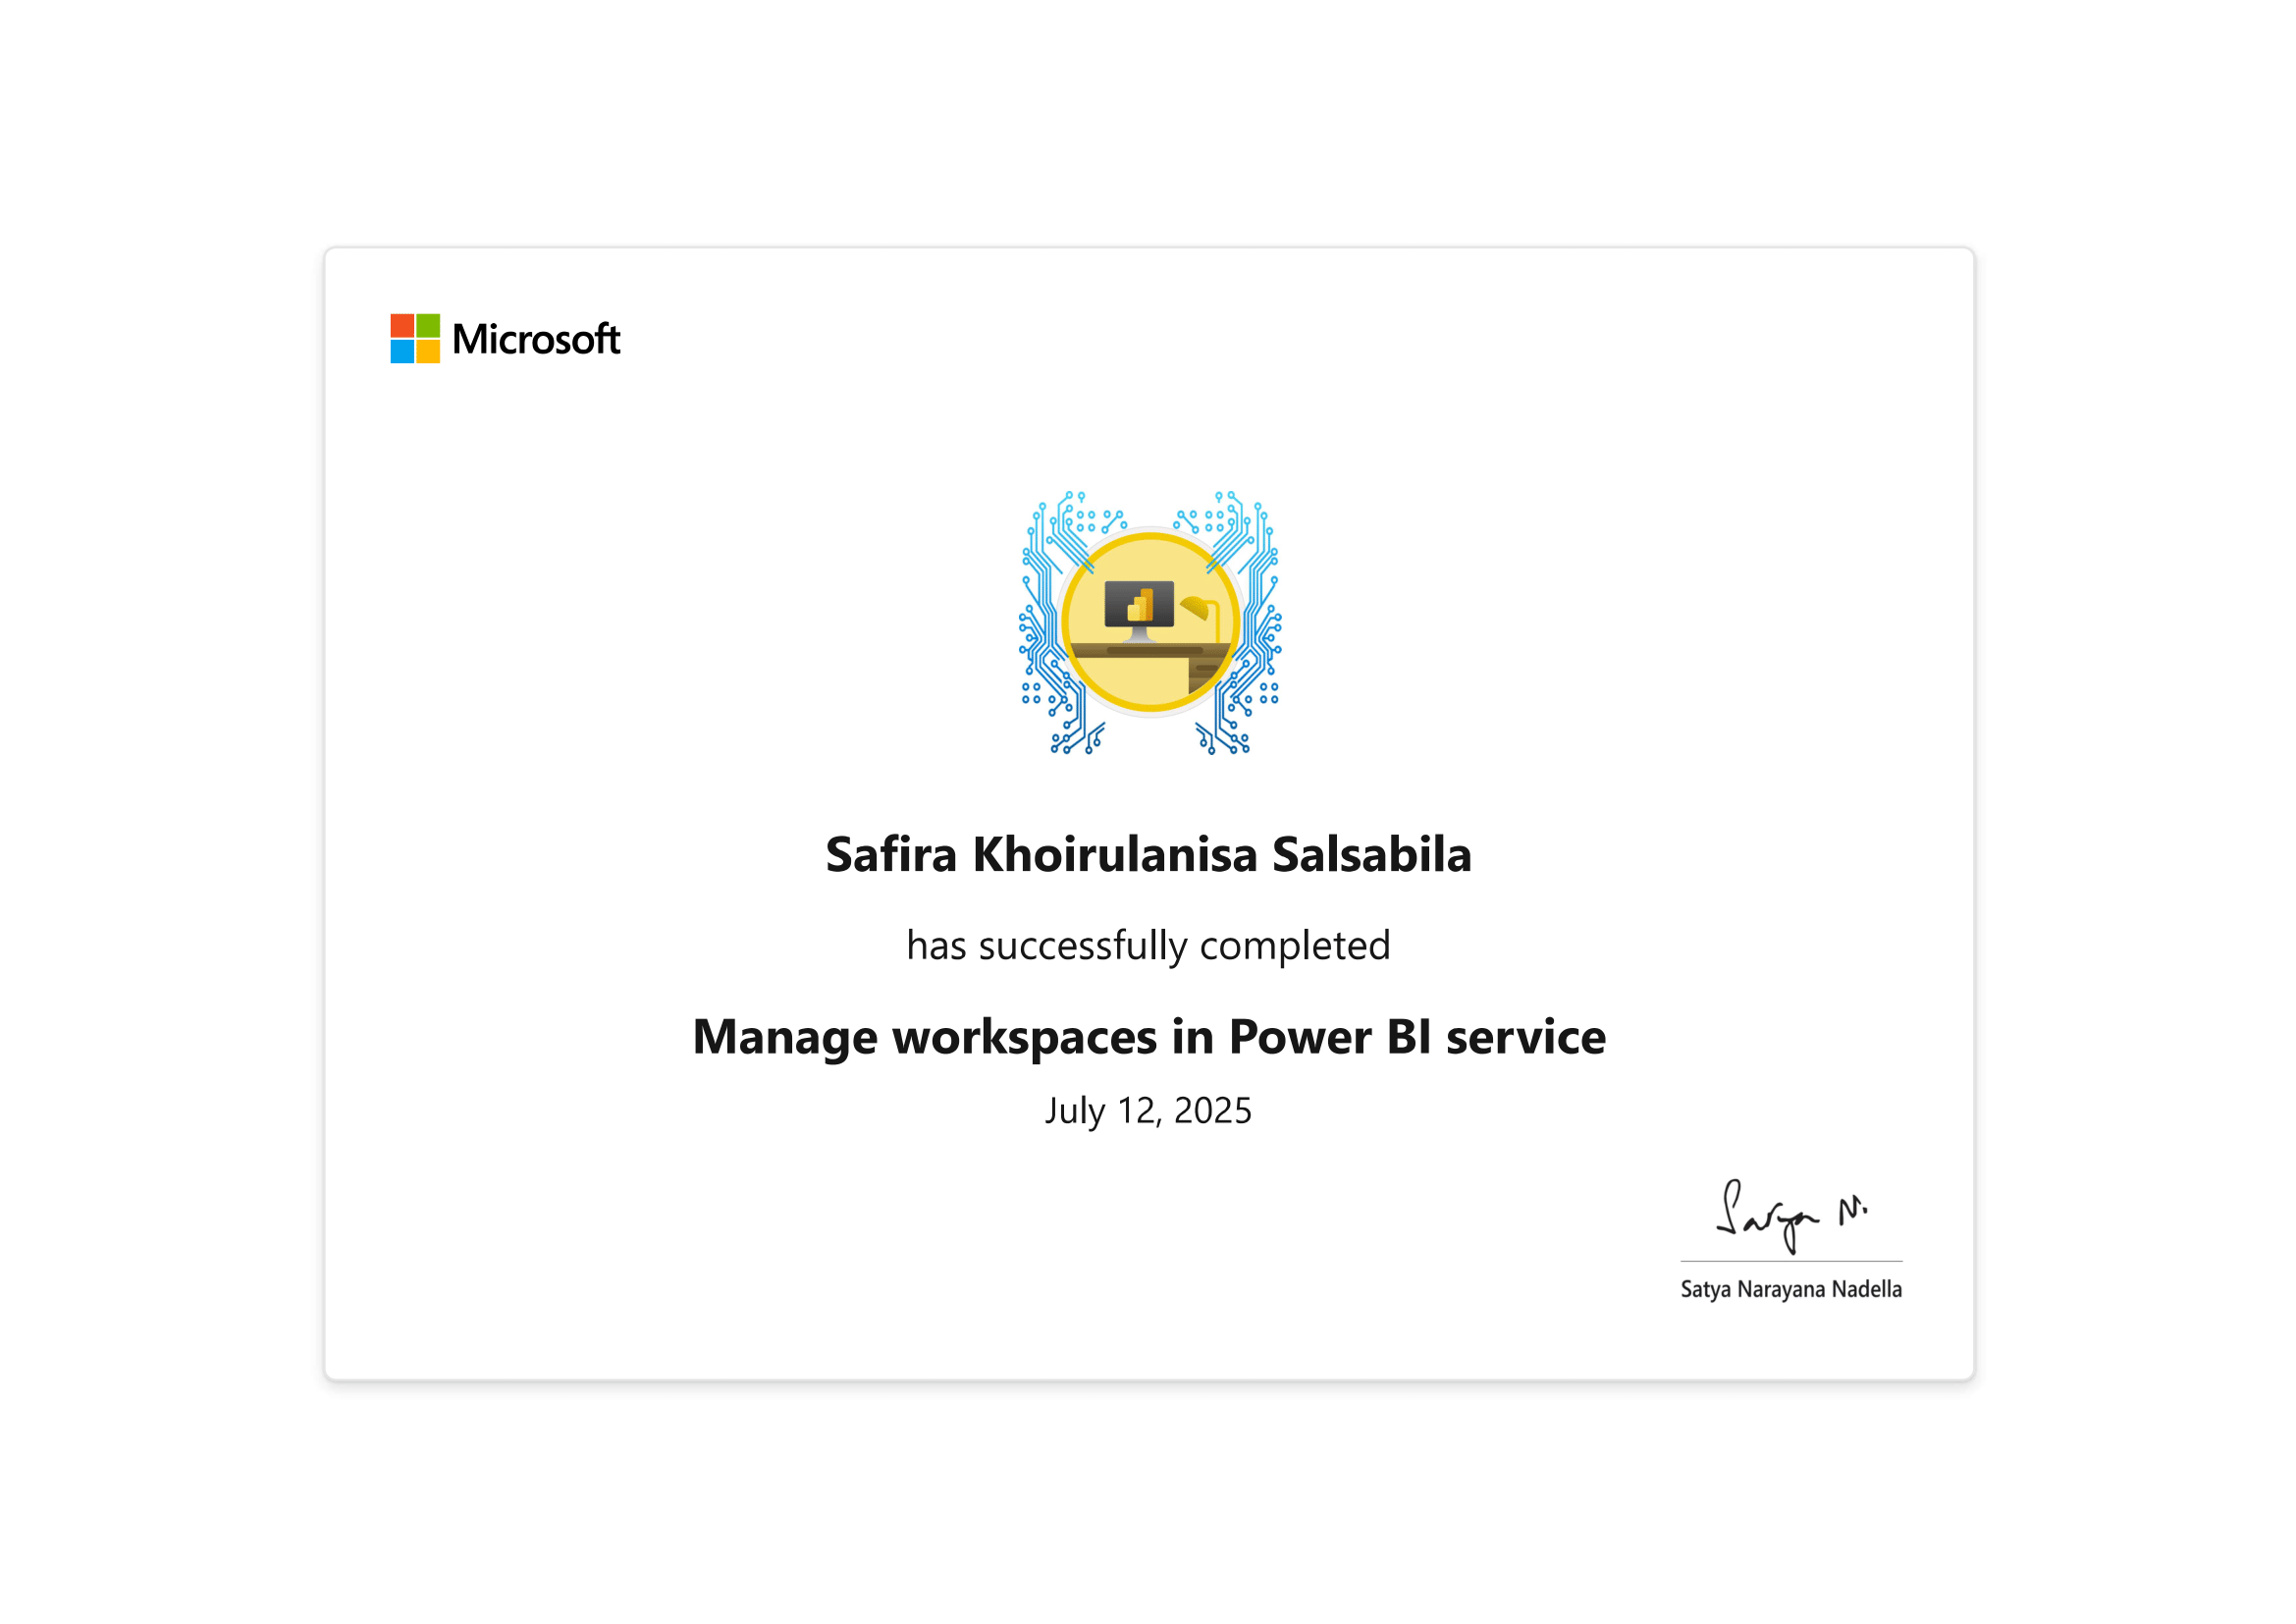 Microsoft
Safira Khoirulanisa Salsabila
has successfully completed
Manage workspaces in Power BI service
July 12, 2025
Satya N.
Satya Narayana Nadella